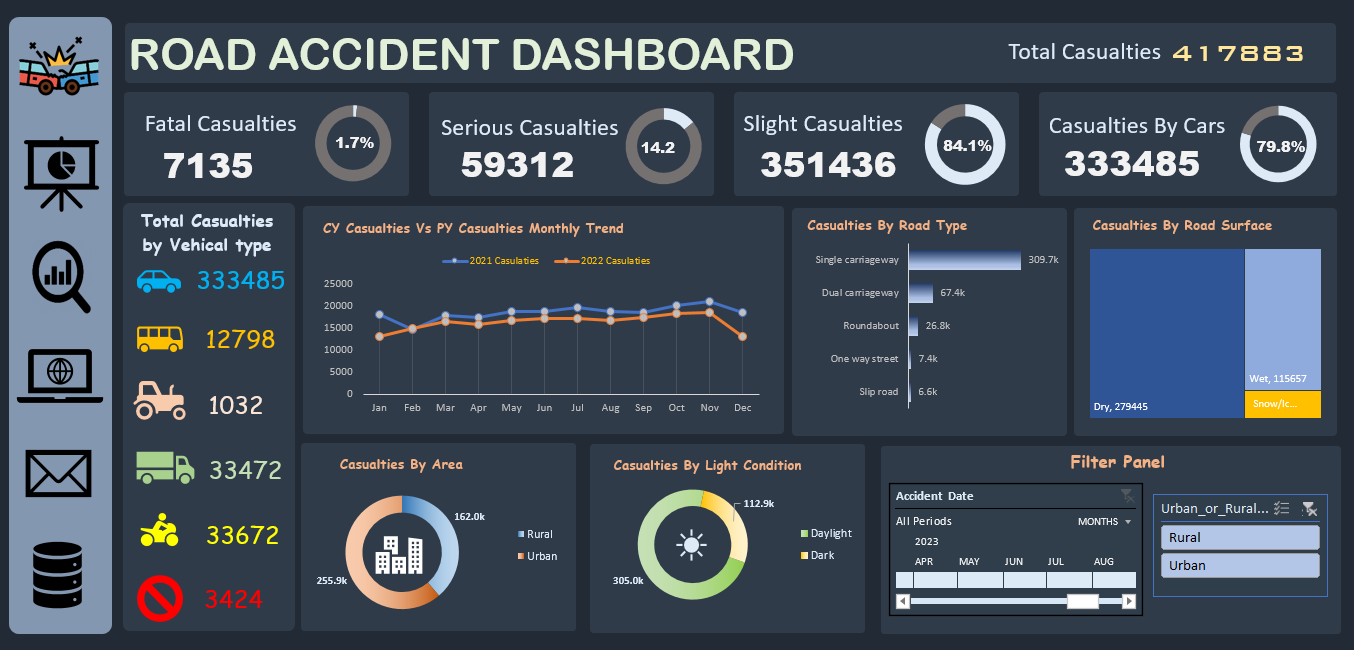 ROAD ACCIDENT DASHBOARD
Total Casualties 417883
Fatal Casualties
7135
1.7%
Serious Casualties
59312
14.2
Slight Casualties
351436
84.1%
Casualties By Cars
333485
79.8%
Total Casualties
by Vehical type
333485
12798
1032
33472
33672
3424
CY Casualties Vs PY Casualties Monthly Trend
2021 Casulaties
2022 Casulaties
25000
20000
15000
10000
5000
0
Jan Feb Mar Apr May Jun Jul Aug Sep Oct Nov Dec
Casualties By Road Type
Single carriageway 309.7k
Dual carriageway 67.4k
Roundabout 26.8k
One way street 7.4k
Slip road 6.6k
Casualties By Road Surface
Dry, 279445
Wet, 115657
Snow/Ic...
Casualties By Area
162.0k
255.9k
Rural
Urban
Casualties By Light Condition
112.9k
305.0k
Daylight
Dark
Filter Panel
Accident Date
All Periods MONTHS
2023
APR MAY JUN JUL AUG
Urban_or_Rural...
Rural
Urban